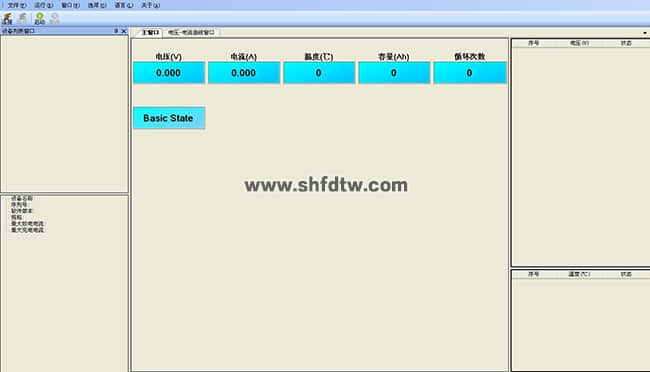 文件(F) 运行(J) 窗口(I) 选项(J) 语言(L) 关于(A)
连接 启动
设备列表窗口
主窗口 电压-电流曲线窗口
序号 电压(V) 状态
电压(V) 电流(A) 温度(℃) 容量(Ah) 循环次数
0.000 0.000 0 0 0
Basic State
www.shfdtw.com
设备名称
序列号:
软件版本:
规格:
最大放电电流:
最大充电电流:
序号 温度(℃) 状态